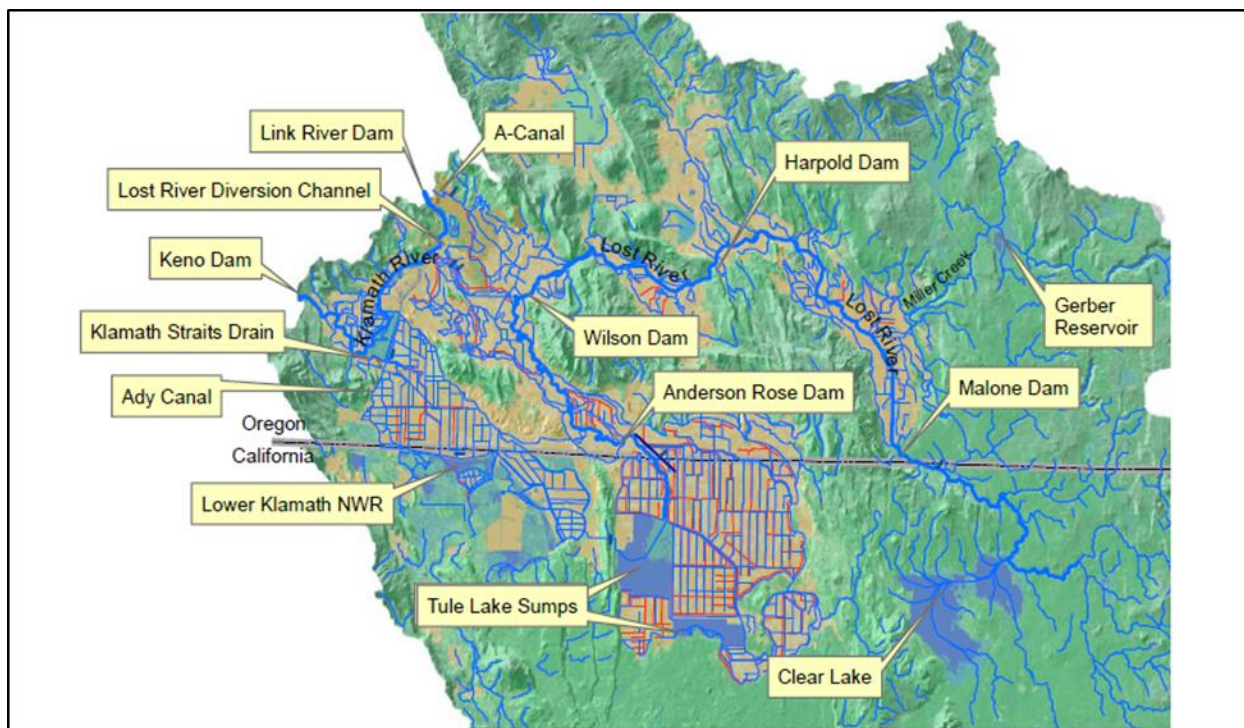 Link River Dam
A-Canal
Lost River Diversion Channel
Harpold Dam
Keno Dam
Klamath River
Lost River
Lost River
Miller Creek
Gerber
Reservoir
Wilson Dam
Klamath Straits Drain
Anderson Rose Dam
Malone Dam
Ady Canal
Oregon
California
Lower Klamath NWR
Tule Lake Sumps
Clear Lake